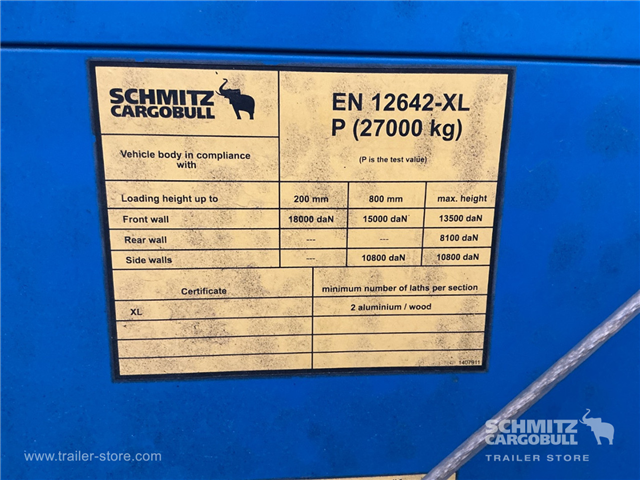 SCHMITZ
CARGOBULL
EN 12642-XL
P (27000 kg)
Vehicle body in compliance
with
(P is the test value)
Loading height up to 200 mm 800 mm max. height
Front wall 18000 daN 15000 daN 13500 daN
Rear wall --- --- 8100 daN
Side walls --- 10800 daN 10800 daN
Certificate minimum number of laths per section
XL 2 aluminium / wood
www.trailer-store.com
SCHMITZ
CARGOBULL
TRAILER STORE